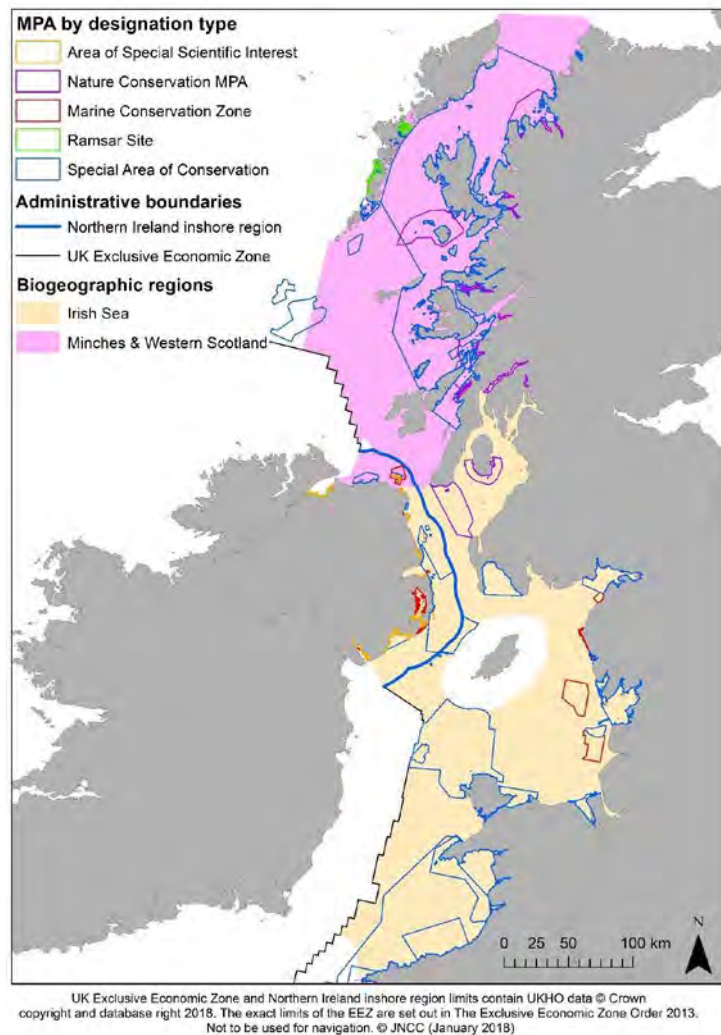 MPA by designation type
Area of Special Scientific Interest
Nature Conservation MPA
Marine Conservation Zone
Ramsar Site
Special Area of Conservation
Administrative boundaries
Northern Ireland inshore region
UK Exclusive Economic Zone
Biogeographic regions
Irish Sea
Minches & Western Scotland
N
0 25 50 100 km
UK Exclusive Economic Zone and Northern Ireland inshore region limits contain UKHO data © Crown
copyright and database right 2018. The exact limits of the EEZ are set out in The Exclusive Economic Zone Order 2013.
Not to be used for navigation. © JNCC (January 2018)